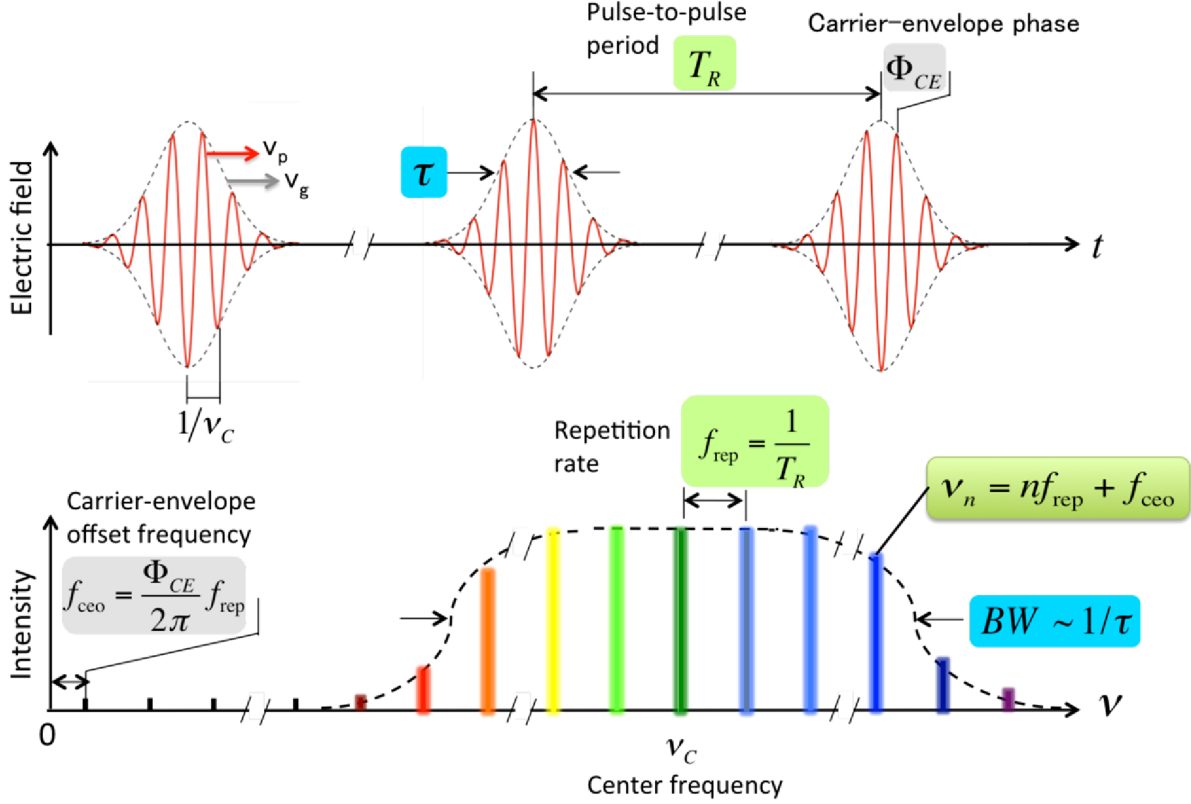 Pulse-to-pulse
period
T_R
Carrier-envelope phase
Φ_CE
v_p
v_g
τ
Electric field
t
1/ν_C
Repetition
rate
f_rep = 1/T_R
ν_n = nf_rep + f_ceo
Carrier-envelope
offset frequency
f_ceo = Φ_CE/2π f_rep
Intensity
BW ~ 1/τ
0
ν_C
ν
Center frequency